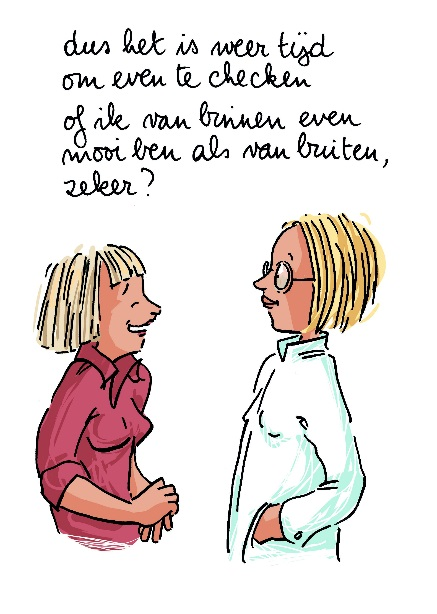 dus het is weer tijd
om even te checken
of ik van binnen even
mooi ben als van buiten,
zeker?